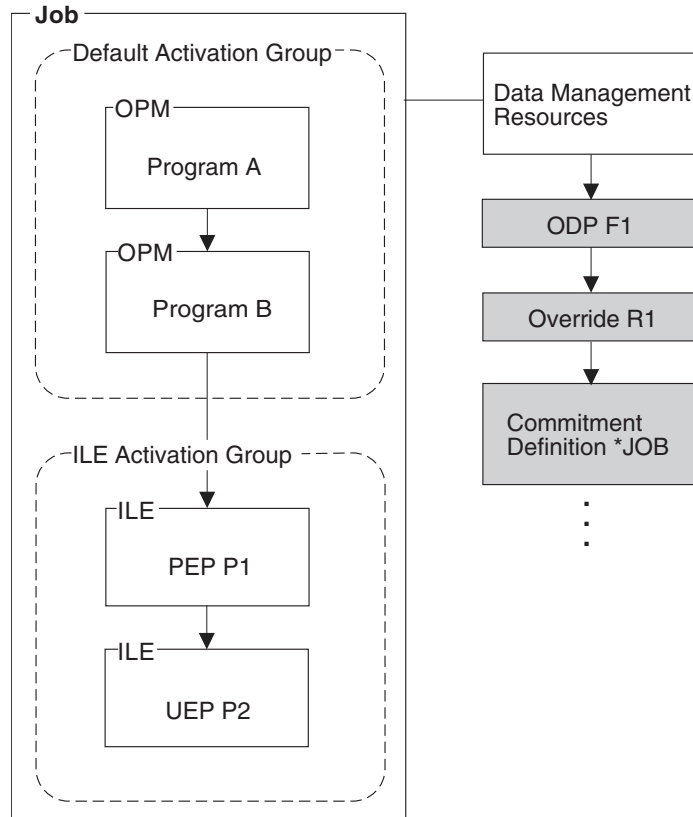 Job
Default Activation Group
OPM
Program A
OPM
Program B
ILE Activation Group
ILE
PEP P1
ILE
UEP P2
Data Management
Resources
ODP F1
Override R1
Commitment
Definition *JOB